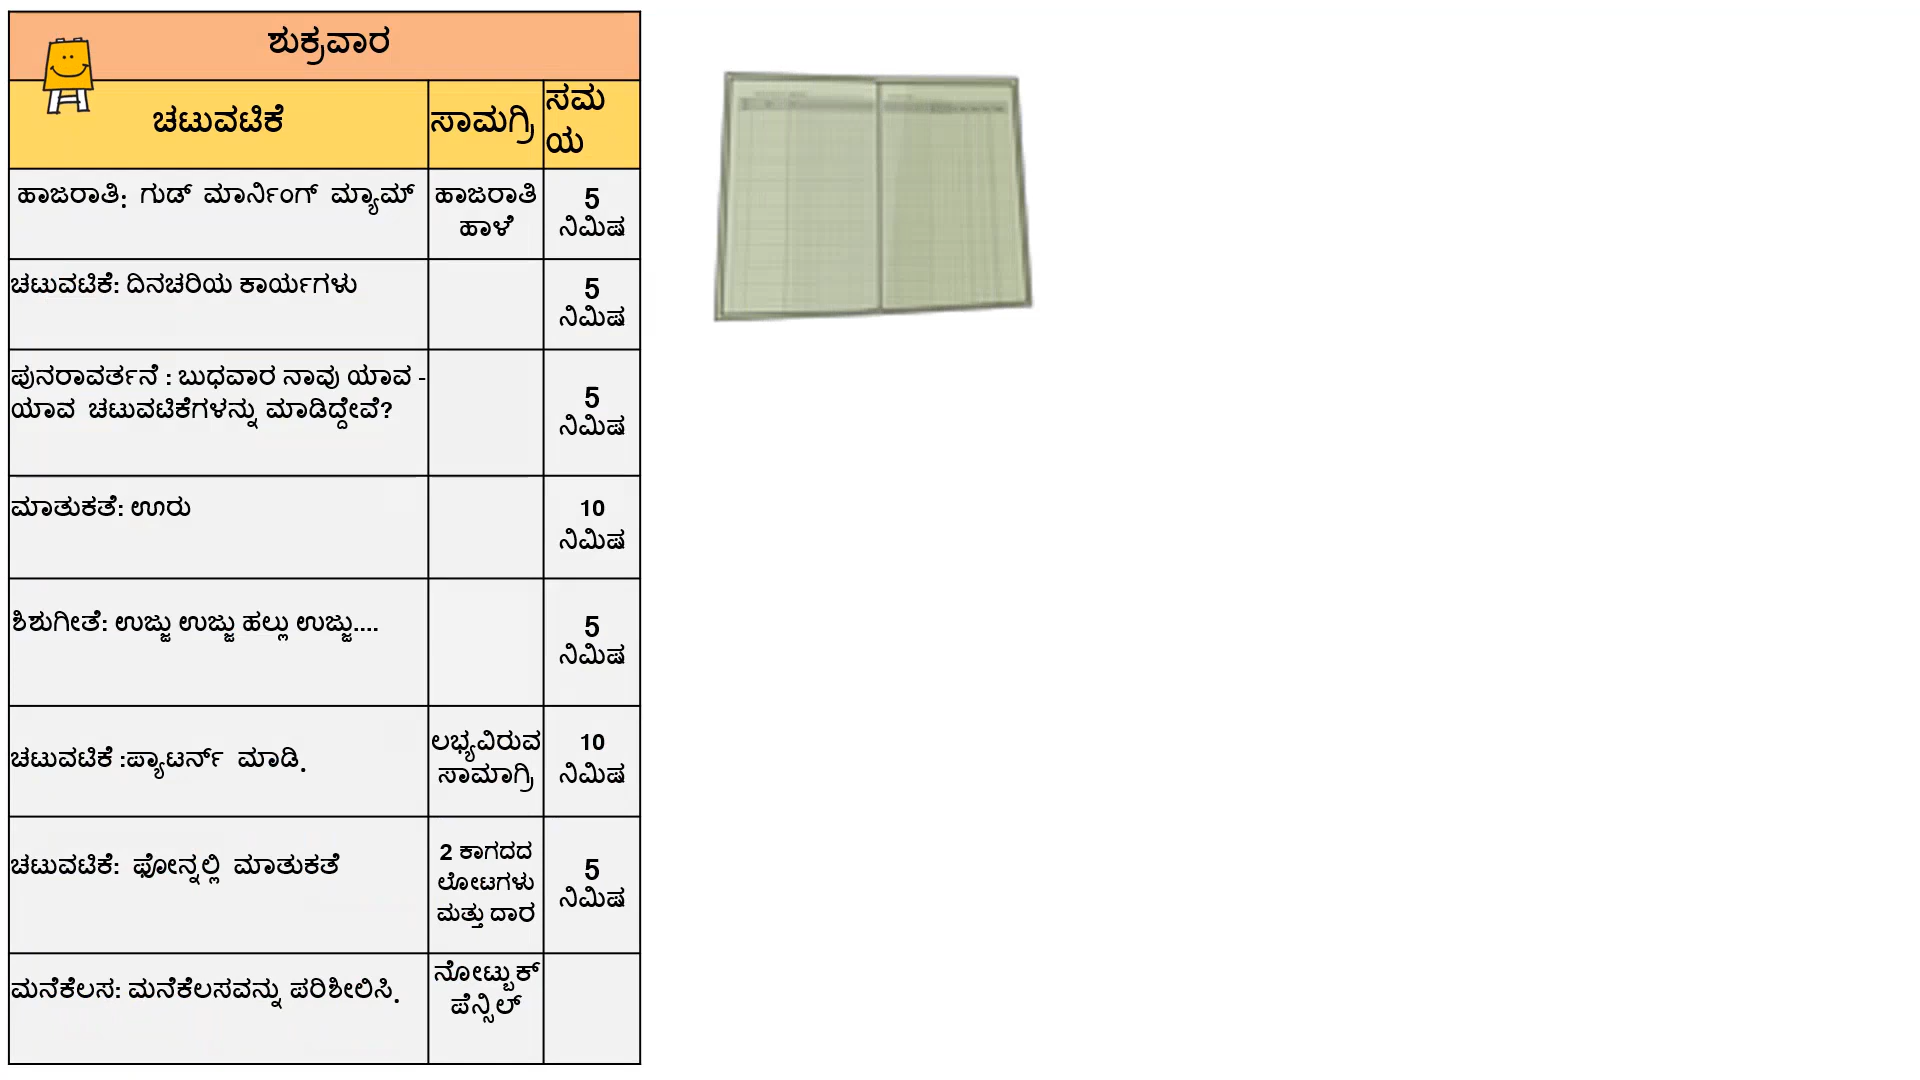 ಶುಕ್ರವಾರ
ಚಟುವಟಿಕೆ ಸಾಮಗ್ರಿ ಸಮ
ಯ
ಹಾಜರಾತಿ: ಗುಡ್ ಮಾರ್ನಿಂಗ್ ಮ್ಯಾಮ್
ಹಾಜರಾತಿ
ಹಾಳೆ
5
ನಿಮಿಷ
ಚಟುವಟಿಕೆ: ದಿನಚರಿಯ ಕಾರ್ಯಗಳು
5
ನಿಮಿಷ
ಪುನರಾವರ್ತನೆ : ಬುಧವಾರ ನಾವು ಯಾವ -
ಯಾವ ಚಟುವಟಿಕೆಗಳನ್ನು ಮಾಡಿದ್ದೇವೆ?
5
ನಿಮಿಷ
ಮಾತುಕತೆ: ಊರು
10
ನಿಮಿಷ
ಶಿಶುಗೀತೆ: ಉಜ್ಜು ಉಜ್ಜು ಹಲ್ಲು ಉಜ್ಜು....
5
ನಿಮಿಷ
ಚಟುವಟಿಕೆ :ಪ್ಯಾಟರ್ನ್ ಮಾಡಿ.
ಲಭ್ಯವಿರುವ
ಸಾಮಾಗ್ರಿ
10
ನಿಮಿಷ
ಚಟುವಟಿಕೆ: ಫೋನ್ನಲ್ಲಿ ಮಾತುಕತೆ
2 ಕಾಗದದ
ಲೋಟಗಳು
ಮತ್ತು ದಾರ
5
ನಿಮಿಷ
ಮನೆಕೆಲಸ: ಮನೆಕೆಲಸವನ್ನು ಪರಿಶೀಲಿಸಿ.
ನೋಟ್ಬುಕ್
ಪೆನ್ಸಿಲ್